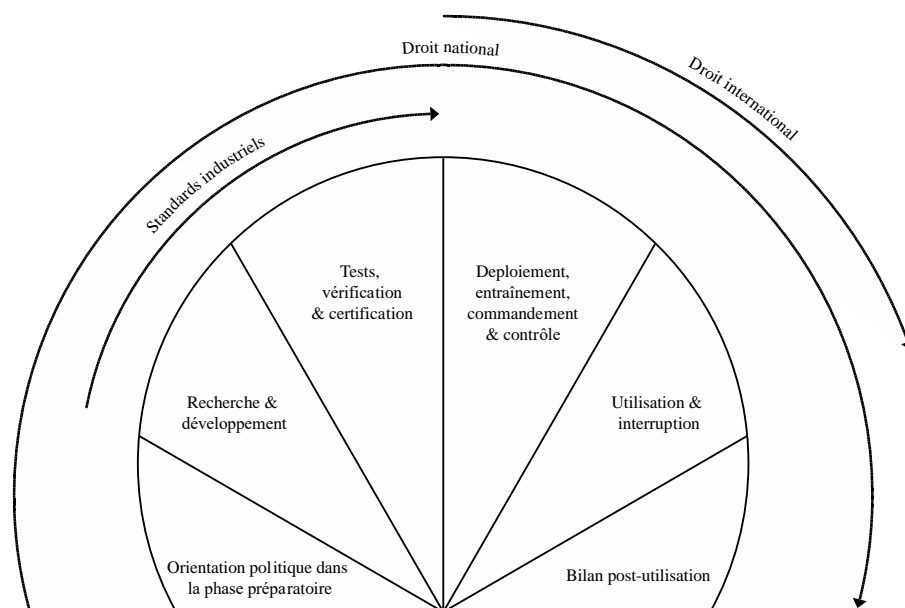 Droit national
Droit international
Standards industriels
Tests,
vérification
& certification
Deploiement,
entraînement,
commandement
& contrôle
Recherche &
développement
Utilisation &
interruption
Orientation politique dans
la phase préparatoire
Bilan post-utilisation